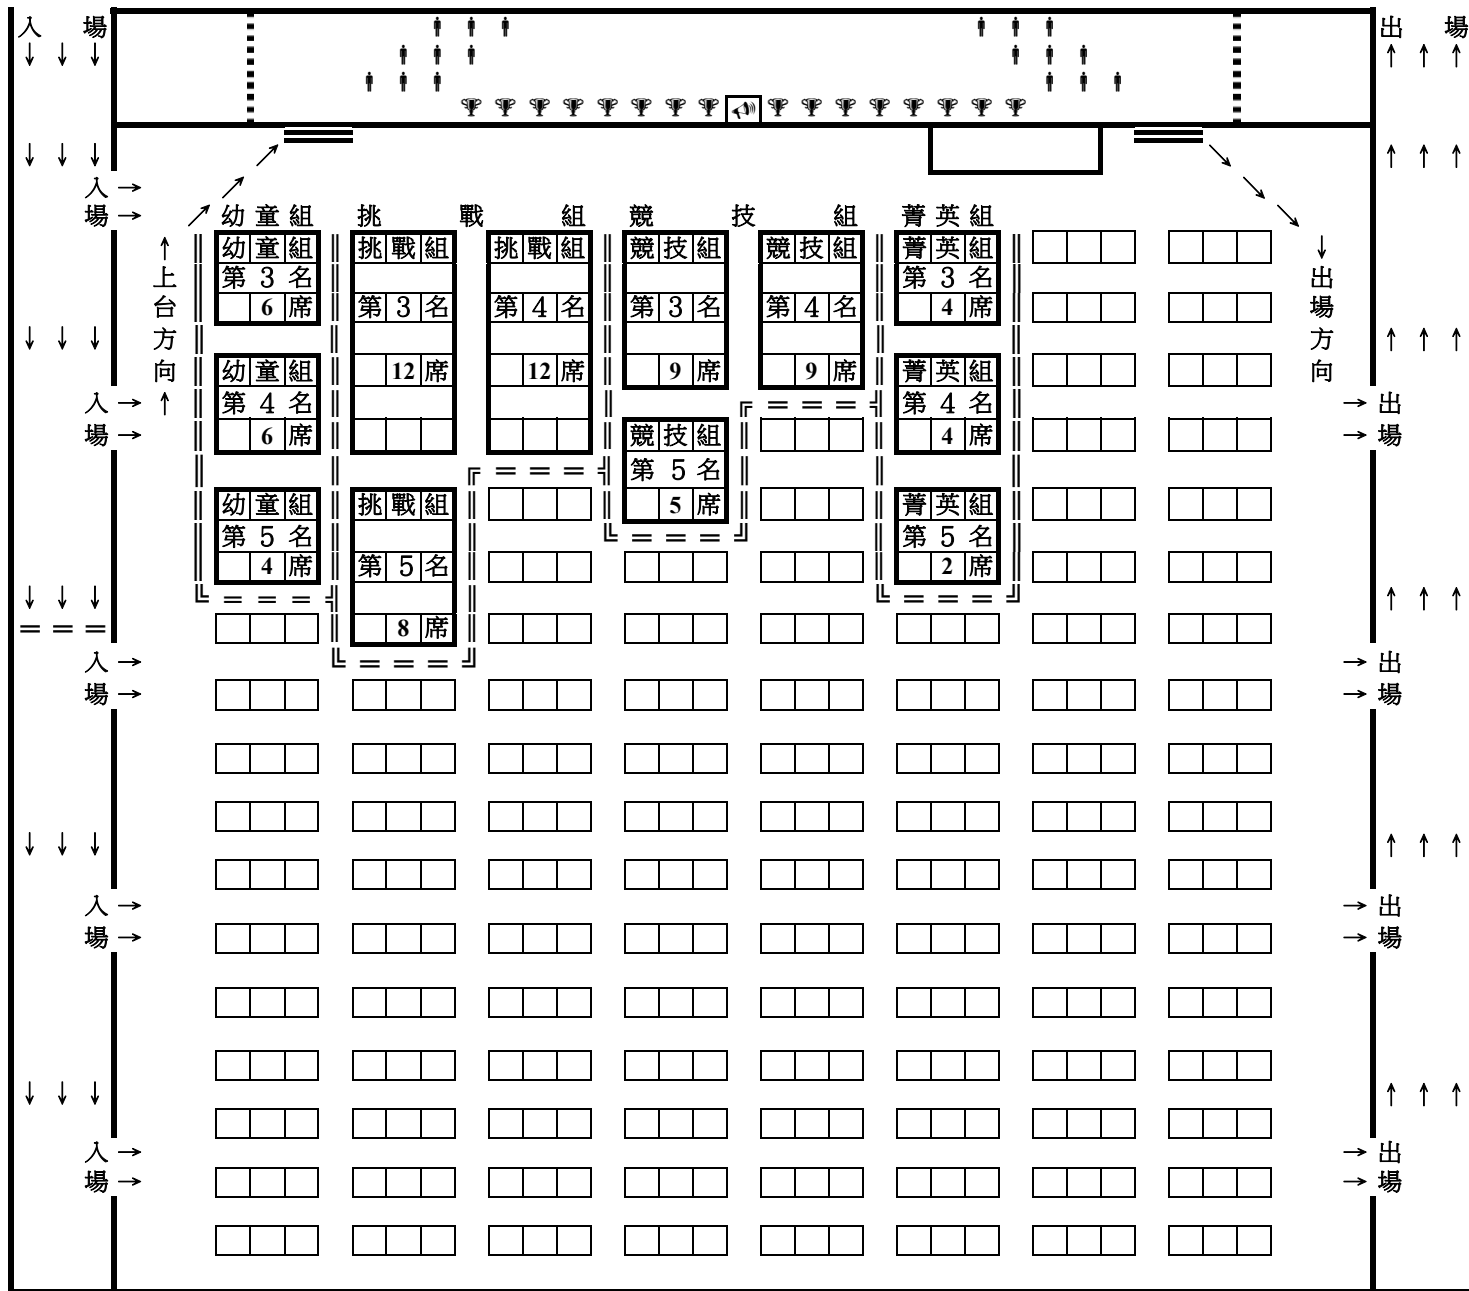 入 場
出 場
入
場
幼童組 挑戰組 競技組 菁英組
幼童組 挑戰組 挑戰組 競技組 競技組 菁英組
第3名 第3名
第3名 第4名 第3名 第4名
6席 4席
上台方向
出場方向
幼童組 12席 12席 9席 9席 菁英組
第4名 第4名
6席 4席
入場
出場
競技組
第5名
5席
幼童組 挑戰組 菁英組
第5名 第5名
第5名
4席 2席
8席
入場
出場
入場
出場
入場
出場